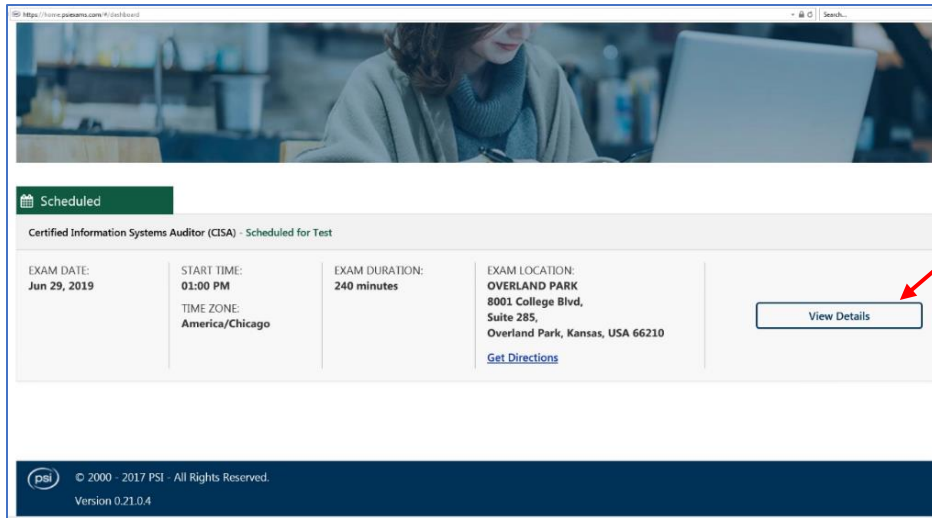 https://home.psiexams.com/#/dashboard
Search...
Scheduled
Certified Information Systems Auditor (CISA) - Scheduled for Test
EXAM DATE:
Jun 29, 2019
START TIME:
01:00 PM
TIME ZONE:
America/Chicago
EXAM DURATION:
240 minutes
EXAM LOCATION:
OVERLAND PARK
8001 College Blvd,
Suite 285,
Overland Park, Kansas, USA 66210
Get Directions
View Details
psi
© 2000 - 2017 PSI - All Rights Reserved.
Version 0.21.0.4